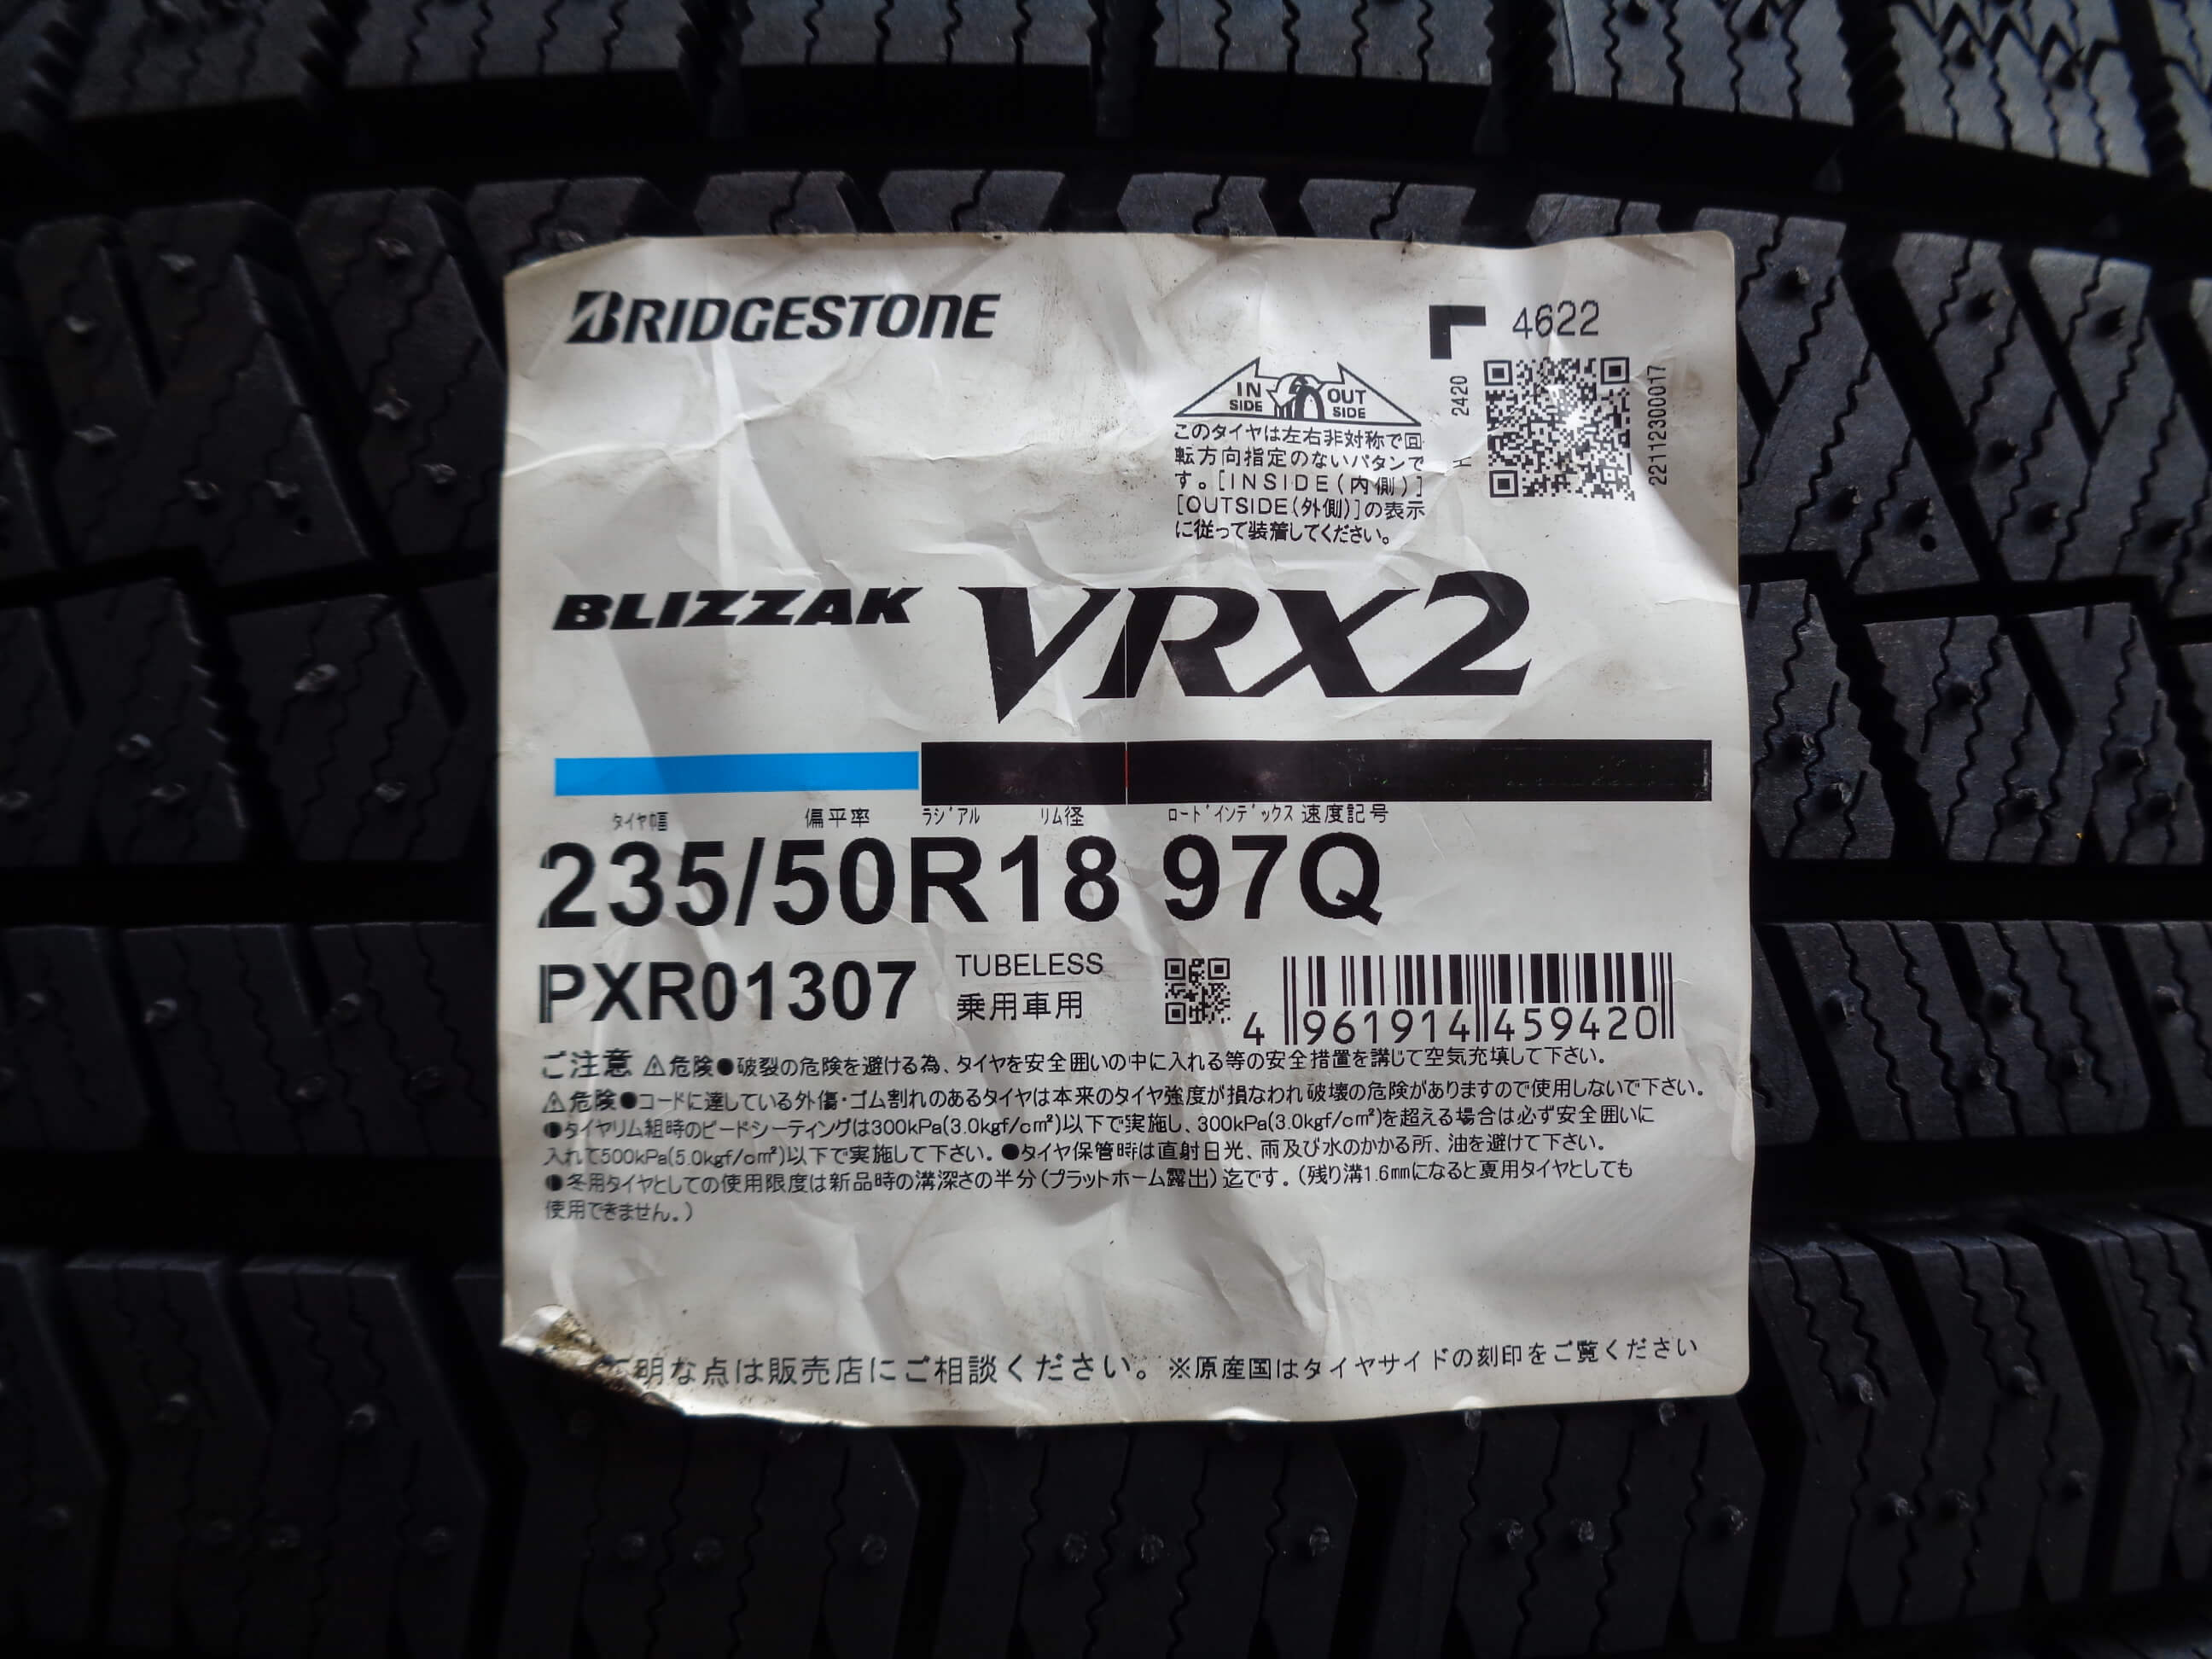 BRIDGESTONE
4622
IN SIDE OUT SIDE
2420
22111230​0017
このタイヤは左右非対称で回
転方向指定のないパタンで
す。[INSIDE(内側)]
[OUTSIDE(外側)]の表示
に従って装着してください。
BLIZZAK VRX2
タイヤ幅 偏平率 ラジアル リム径 ロードインデックス 速度記号
235/50R18 97Q
PXR01307
TUBELESS
乗用車用
4 961914 459420
ご注意 ⚠危険●破裂の危険を避ける為、タイヤを安全囲いの中に入れる等の安全措置を講じて空気充填して下さい。
⚠危険●コードに達している外傷・ゴム割れのあるタイヤは本来のタイヤ強度が損なわれ破壊の危険がありますので使用しないで下さい。
●タイヤリム組時のビードシーティングは300kPa(3.0kgf/c㎡)以下で実施し、300kPa(3.0kgf/c㎡)を超える場合は必ず安全囲いに
入れて500kPa(5.0kgf/c㎡)以下で実施して下さい。●タイヤ保管時は直射日光、雨及び水のかかる所、油を避けて下さい。
●冬用タイヤとしての使用限度は新品時の溝深さの半分(プラットホーム露出)迄です。(残り溝1.6mmになると夏用タイヤとしても
使用できません。)
明な点は販売店にご相談ください。※原産国はタイヤサイドの刻印をご覧ください